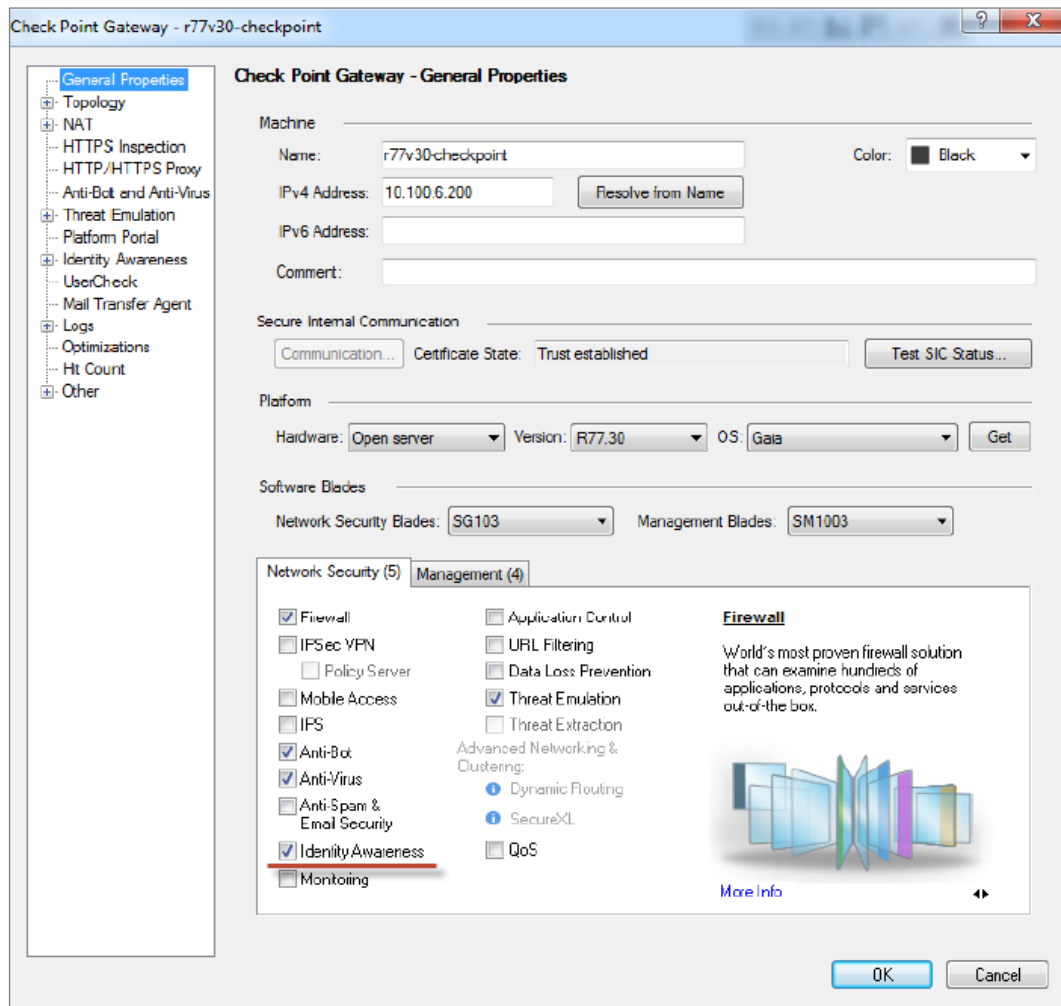 Check Point Gateway - r77v30-checkpoint
General Properties
Topology
NAT
HTTPS Inspection
HTTP/HTTPS Proxy
Anti-Bot and Anti-Virus
Threat Emulation
Platform Portal
Identity Awareness
UserCheck
Mail Transfer Agent
Logs
Optimizations
Hit Count
Other
Check Point Gateway - General Properties
Machine
Name: r77v30-checkpoint Color: Black
IPv4 Address: 10.100.6.200 Resolve from Name
IPv6 Address:
Comment:
Secure Internal Communication
Communication... Certificate State: Trust established Test SIC Status...
Platform
Hardware: Open server Version: R77.30 OS: Gaia Get
Software Blades
Network Security Blades: SG103 Management Blades: SM1003
Network Security (5) Management (4)
Firewall
IPSec VPN
Policy Server
Mobile Access
IPS
Anti-Bot
Anti-Virus
Anti-Spam &
Email Security
Identity Awareness
Monitoring
Application Control
URL Filtering
Data Loss Prevention
Threat Emulation
Threat Extraction
Advanced Networking &
Clustering:
Dynamic Routing
SecureXL
QoS
Firewall
World's most proven firewall solution
that can examine hundreds of
applications, protocols and services
out-of-the box.
More Info
OK Cancel